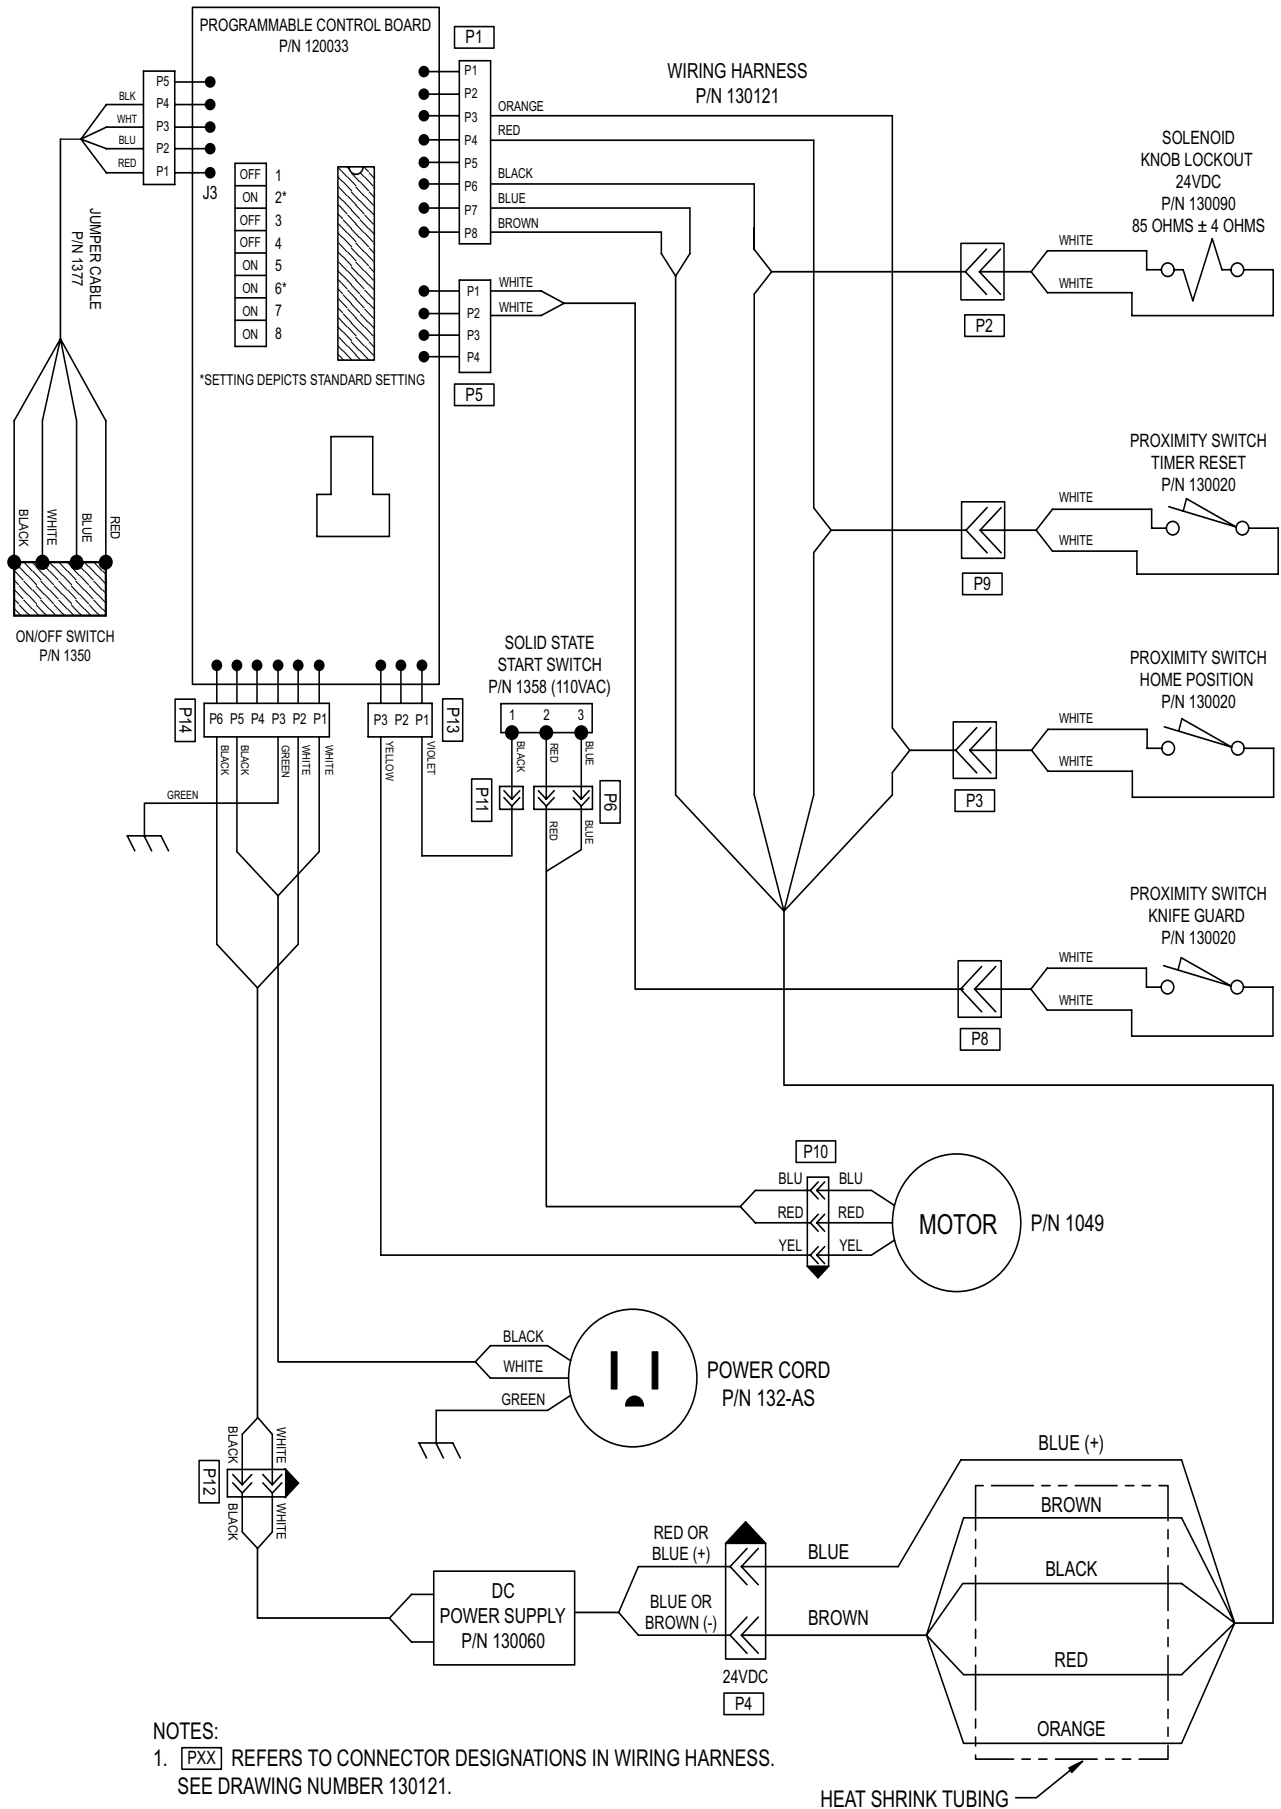 PROGRAMMABLE CONTROL BOARD
P/N 120033
P1
WIRING HARNESS
P/N 130121
P5
P4
P3
P2
P1
BLK
WHT
BLU
RED
J3
JUMPER CABLE
P/N 1377
OFF 1
ON 2*
OFF 3
OFF 4
ON 5
ON 6*
ON 7
ON 8
*SETTING DEPICTS STANDARD SETTING
P1
P2
P3 ORANGE
P4 RED
P5
P6 BLACK
P7 BLUE
P8 BROWN
P1 WHITE
P2 WHITE
P3
P4
P5
SOLENOID
KNOB LOCKOUT
24VDC
P/N 130090
85 OHMS ± 4 OHMS
WHITE
WHITE
P2
PROXIMITY SWITCH
TIMER RESET
P/N 130020
WHITE
WHITE
P9
PROXIMITY SWITCH
HOME POSITION
P/N 130020
WHITE
WHITE
P3
PROXIMITY SWITCH
KNIFE GUARD
P/N 130020
WHITE
WHITE
P8
BLACK
WHITE
BLUE
RED
ON/OFF SWITCH
P/N 1350
SOLID STATE
START SWITCH
P/N 1358 (110VAC)
1 2 3
BLACK
RED
BLUE
P11
P6
RED
BLUE
P14
P6 P5 P4 P3 P2 P1
BLACK
BLACK
GREEN
WHITE
WHITE
GREEN
P3 P2 P1
P13
YELLOW
VIOLET
P10
BLU BLU
RED RED
YEL YEL
MOTOR
P/N 1049
BLACK
WHITE
GREEN
POWER CORD
P/N 132-AS
BLACK
WHITE
P12
BLACK
WHITE
DC
POWER SUPPLY
P/N 130060
RED OR
BLUE (+)
BLUE OR
BROWN (-)
BLUE
BROWN
24VDC
P4
BLUE (+)
BROWN
BLACK
RED
ORANGE
HEAT SHRINK TUBING
NOTES:
1. PXX REFERS TO CONNECTOR DESIGNATIONS IN WIRING HARNESS.
SEE DRAWING NUMBER 130121.